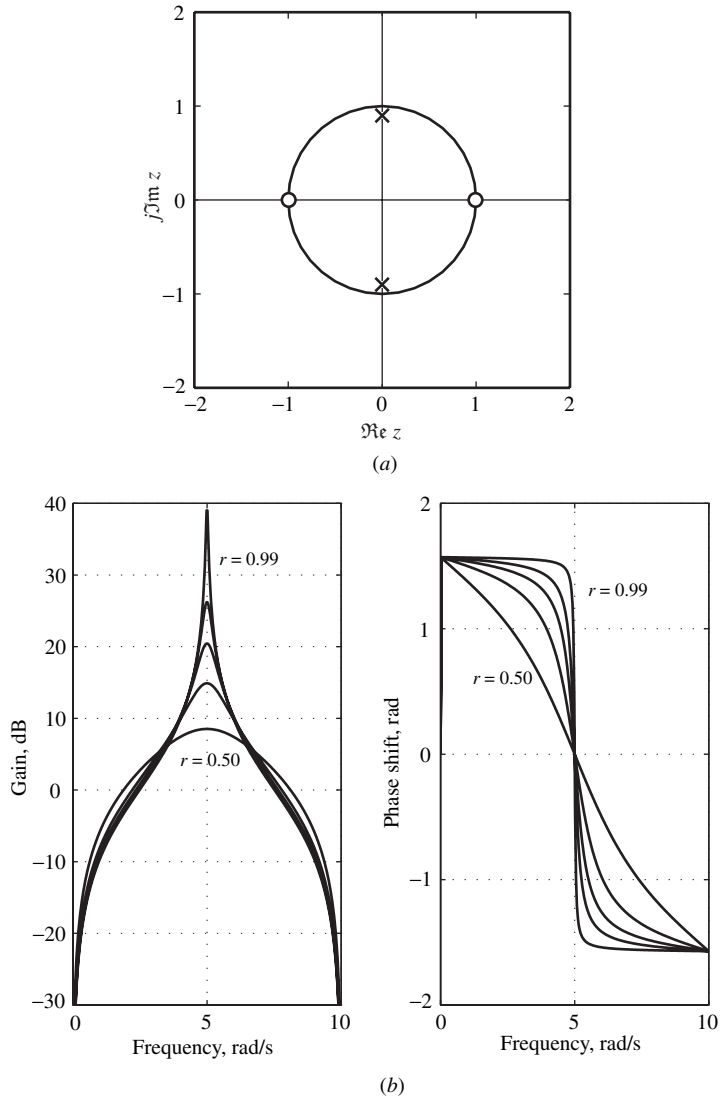 2
1
0
−1
−2
jℑm z
−2
−1
0
1
2
ℜe z
(a)
40
30
20
10
0
−10
−20
−30
Gain, dB
r = 0.99
r = 0.50
0
5
10
Frequency, rad/s
2
1
0
−1
−2
Phase shift, rad
r = 0.99
r = 0.50
0
5
10
Frequency, rad/s
(b)